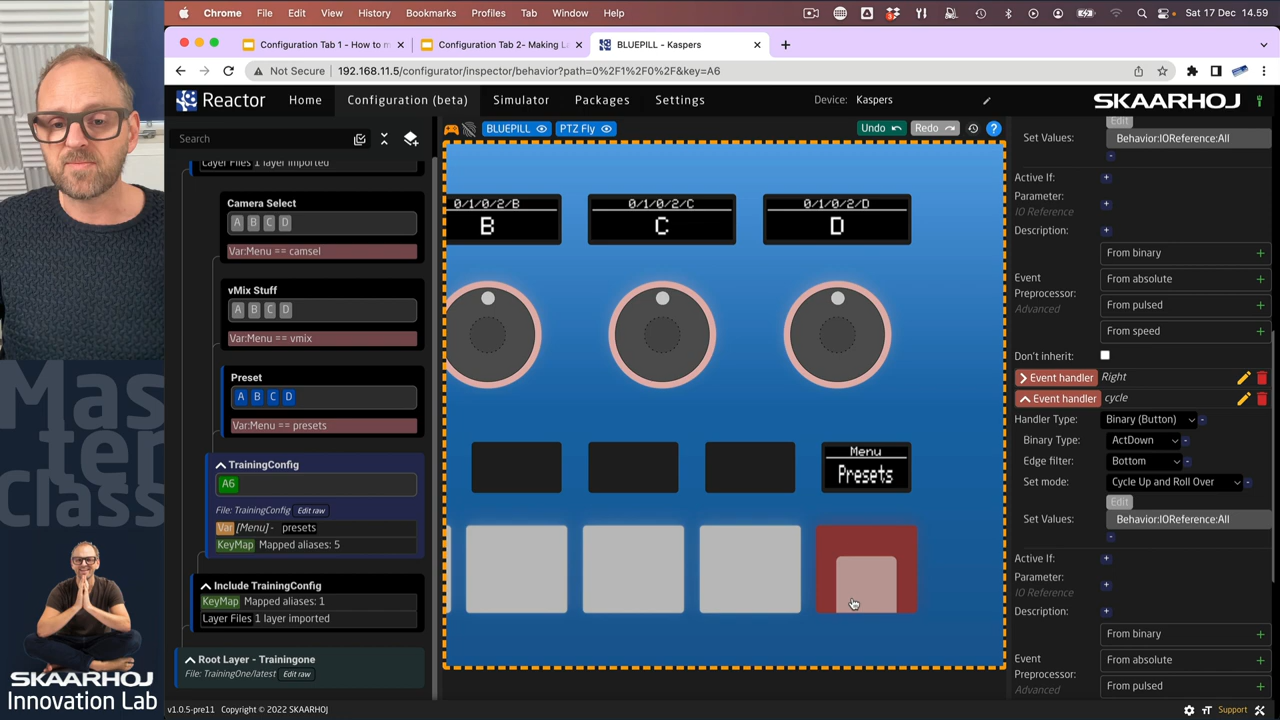 Chrome File Edit View History Bookmarks Profiles Tab Window Help Sat 17 Dec 14.59
Configuration Tab 1 - How to m
Configuration Tab 2- Making L
BLUEPILL - Kaspers
Not Secure 192.168.11.5/configurator/inspector/behavior?path=0%2F1%2F0%2F&key=A6
Reactor Home Configuration (beta) Simulator Packages Settings Device: Kaspers SKAARHOJ
Search
BLUEPILL PTZ Fly Undo Redo ?
Layer Files 1 layer imported
Camera Select
A B C D
Var:Menu == camsel
vMix Stuff
A B C D
Var:Menu == vmix
Preset
A B C D
Var:Menu == presets
TrainingConfig
A6
File: TrainingConfig Edit raw
Var [Menu] - presets
KeyMap Mapped aliases: 5
Include TrainingConfig
KeyMap Mapped aliases: 1
Layer Files 1 layer imported
Root Layer - Trainingone
File: TrainingOne/latest Edit raw
0/1/0/2/B
B
0/1/0/2/C
C
0/1/0/2/D
D
Menu
Presets
Edit
Set Values: Behavior:IOReference:All
-
Active If: +
Parameter: +
IO Reference
Description: +
From binary +
Event Preprocessor: From absolute +
Advanced From pulsed +
From speed +
Don't inherit:
Event handler Right
Event handler cycle
Handler Type: Binary (Button) -
Binary Type: ActDown -
Edge filter: Bottom -
Set mode: Cycle Up and Roll Over -
Edit
Set Values: Behavior:IOReference:All
-
Active If: +
Parameter: +
IO Reference
Description: +
From binary +
Event Preprocessor: From absolute +
Advanced From pulsed +
Master Class
SKAARHOJ
Innovation Lab
v1.0.5-pre11 Copyright © 2022 SKAARHOJ
Support